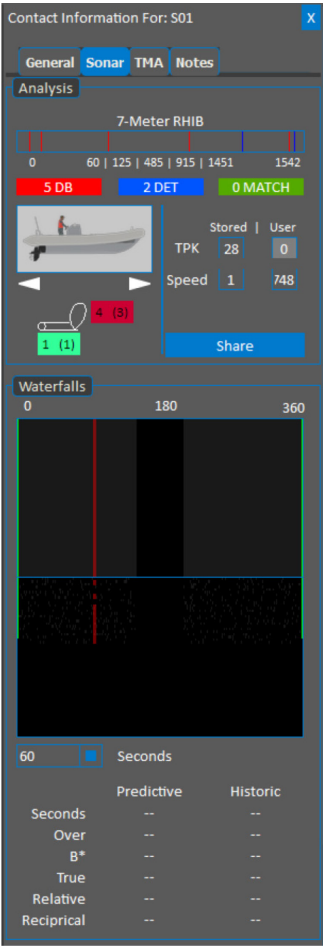 Contact Information For: S01 X
General Sonar TMA Notes
Analysis
7-Meter RHIB
0 60 | 125 | 485 | 915 | 1451 1542
5 DB 2 DET 0 MATCH
Stored | User
TPK 28 0
Speed 1 748
4 (3)
1 (1)
Share
Waterfalls
0 180 360
60 Seconds
Predictive Historic
Seconds -- --
Over -- --
B* -- --
True -- --
Relative -- --
Reciprical -- --